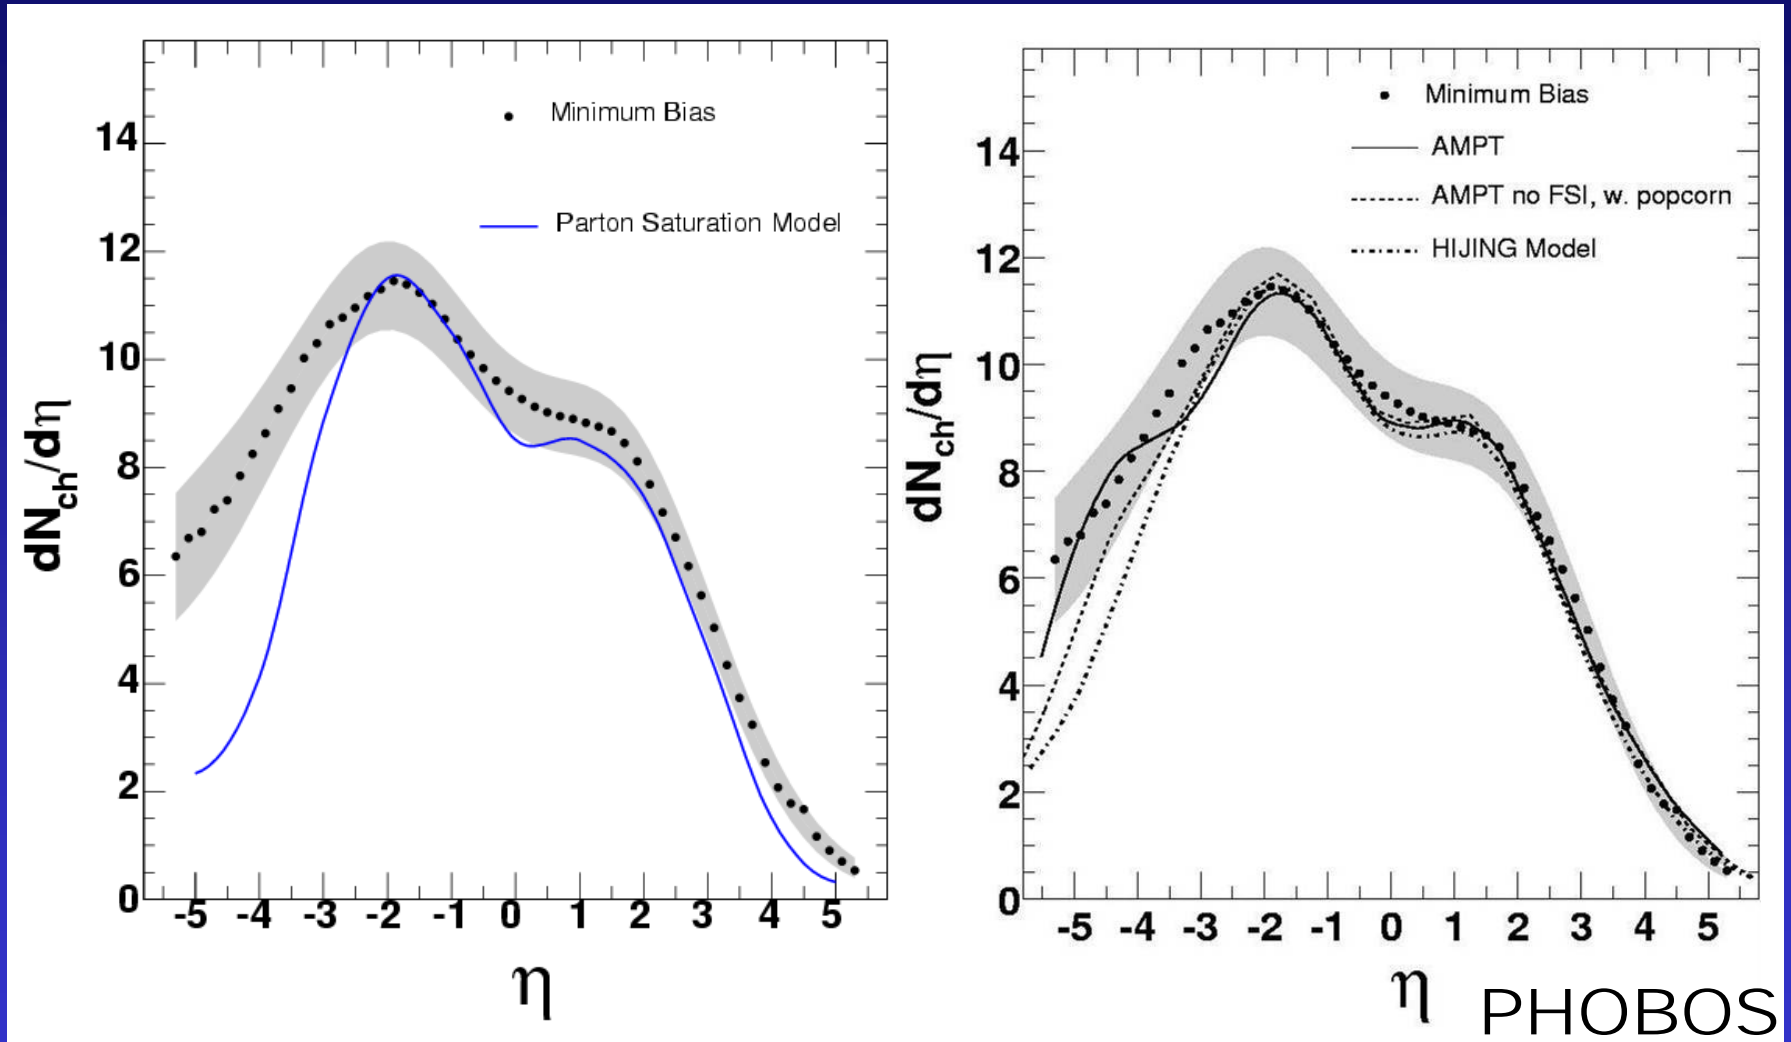 Minimum Bias
Parton Saturation Model
14
12
10
8
6
4
2
0
-5 -4 -3 -2 -1 0 1 2 3 4 5
dN_ch/dη
η
Minimum Bias
AMPT
AMPT no FSI, w. popcorn
HIJING Model
14
12
10
8
6
4
2
0
-5 -4 -3 -2 -1 0 1 2 3 4 5
dN_ch/dη
η
PHOBOS